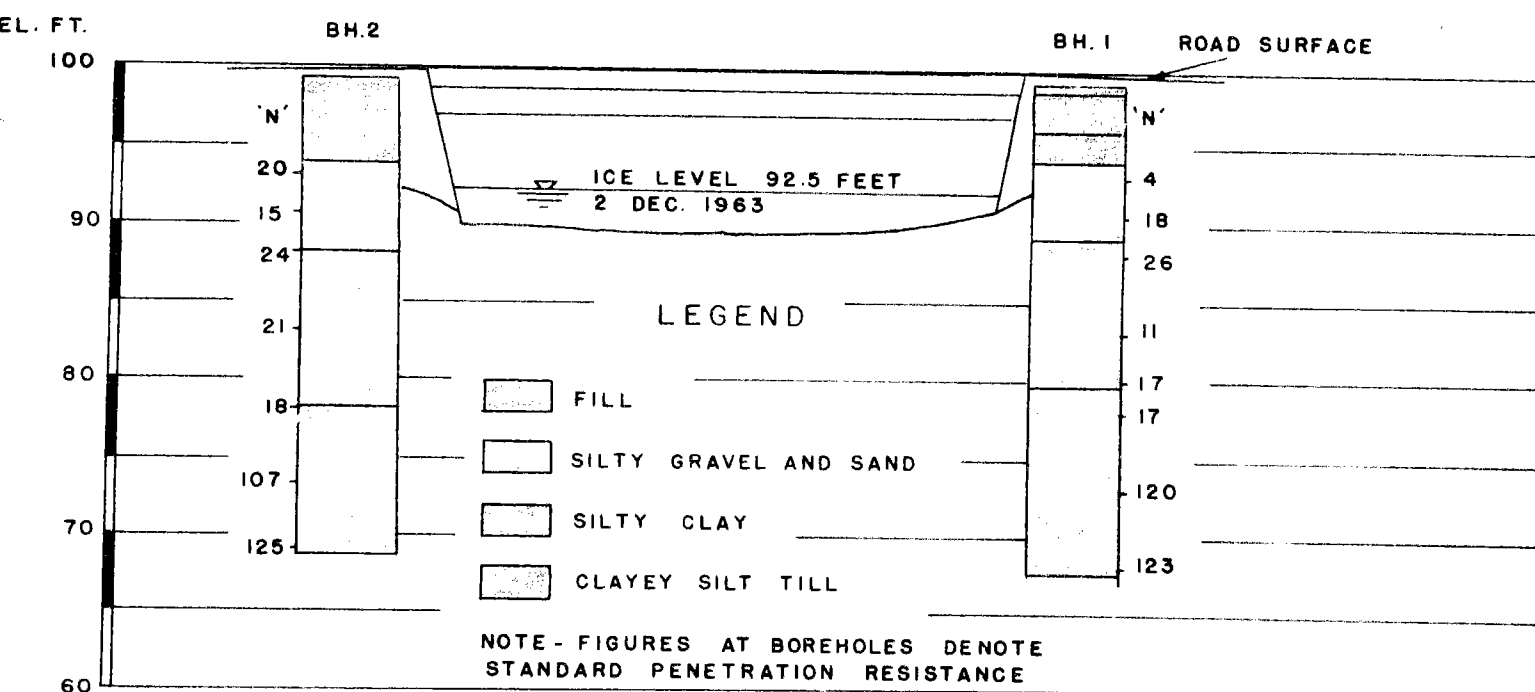 EL. FT.
BH.2
BH. 1
ROAD SURFACE
100
'N'
'N'
20
ICE LEVEL 92.5 FEET
4
2 DEC. 1963
15
90
18
24
26
LEGEND
21
11
80
17
FILL
18
17
SILTY GRAVEL AND SAND
107
120
70
SILTY CLAY
125
123
CLAYEY SILT TILL
NOTE - FIGURES AT BOREHOLES DENOTE
STANDARD PENETRATION RESISTANCE
60